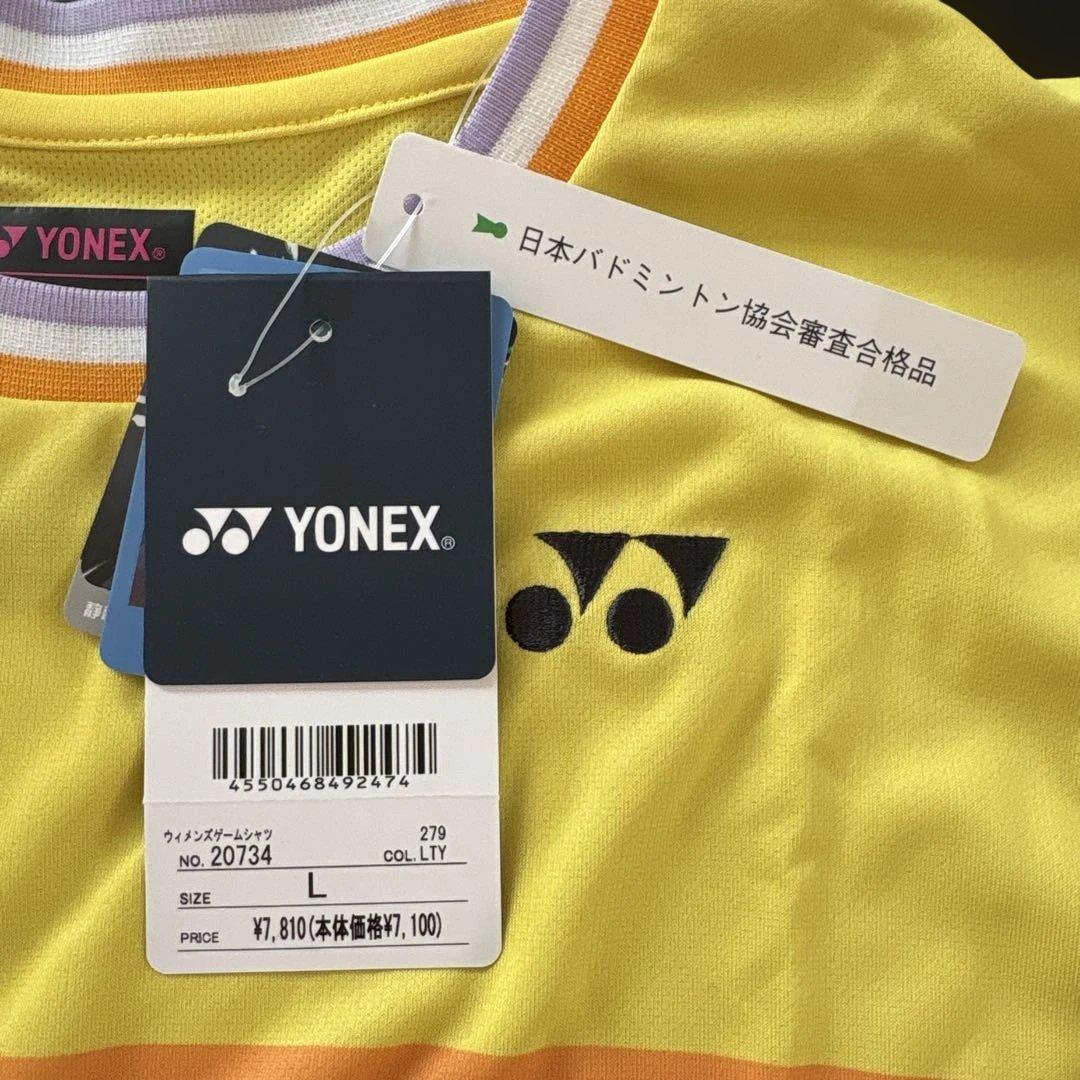 YONEX®
日本バドミントン協会審査合格品
YONEX®
4550468492474
ウィメンズゲームシャツ 279
NO. 20734 COL. LTY
SIZE L
PRICE ¥7,810(本体価格¥7,100)
静